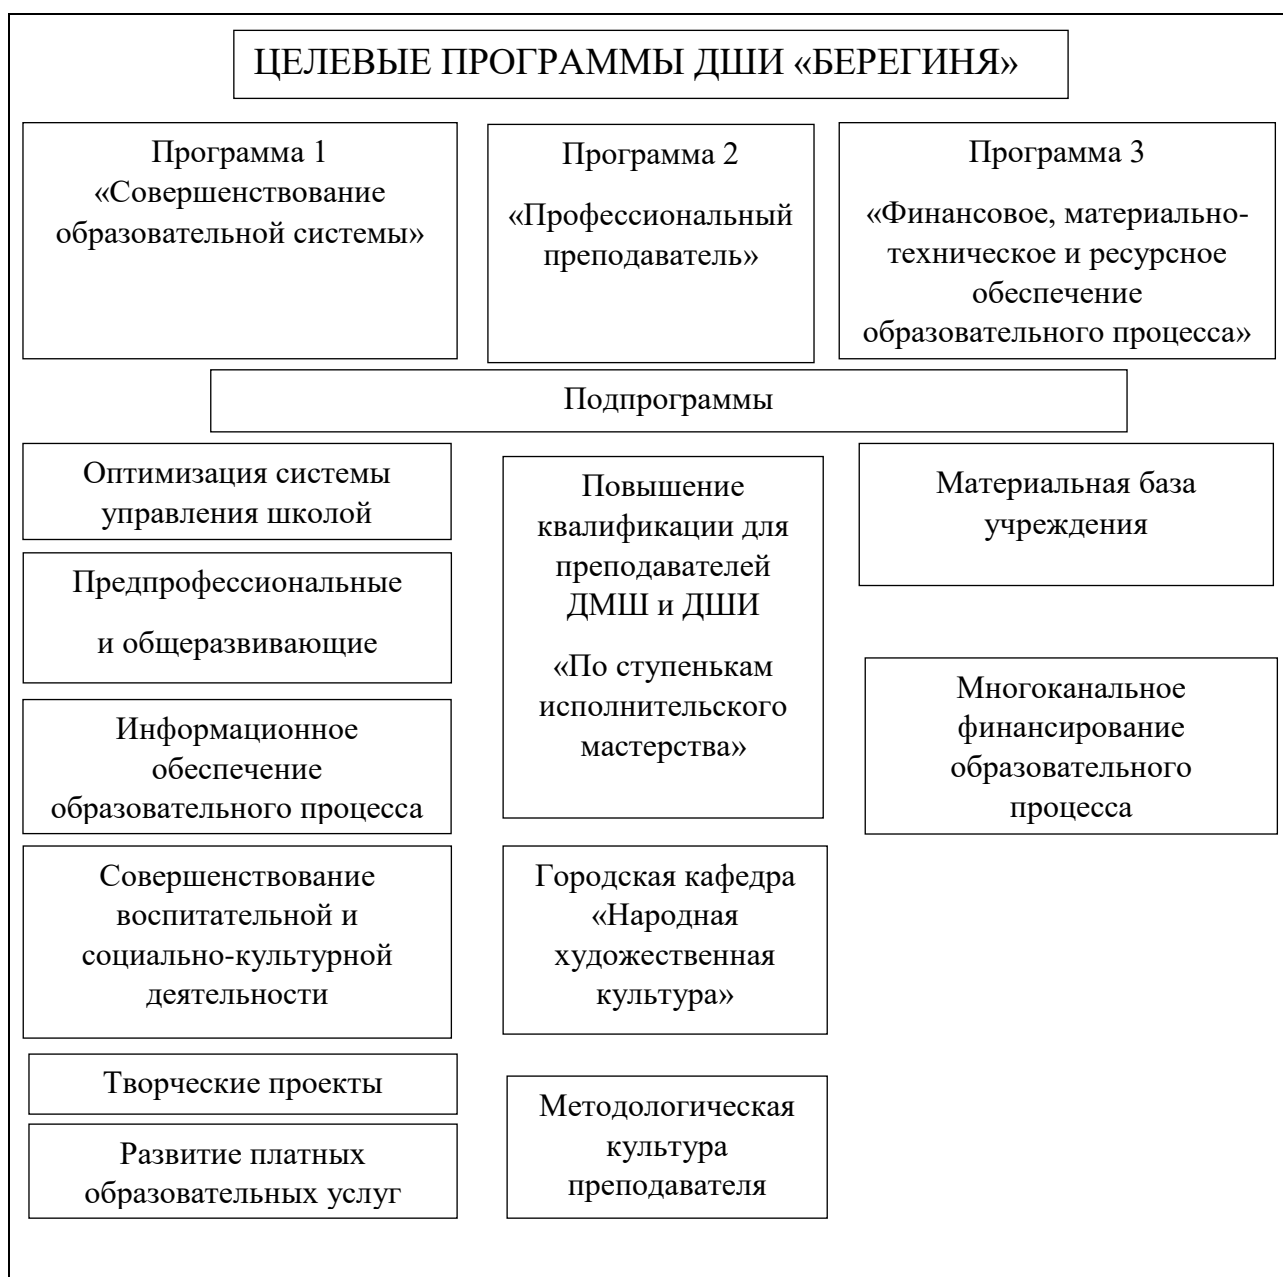 ЦЕЛЕВЫЕ ПРОГРАММЫ ДШИ «БЕРЕГИНЯ»
Программа 1
«Совершенствование
образовательной системы»
Программа 2
«Профессиональный
преподаватель»
Программа 3
«Финансовое, материально-
техническое и ресурсное
обеспечение
образовательного процесса»
Подпрограммы
Оптимизация системы
управления школой
Предпрофессиональные
и общеразвивающие
Информационное
обеспечение
образовательного процесса
Совершенствование
воспитательной и
социально-культурной
деятельности
Творческие проекты
Развитие платных
образовательных услуг
Повышение
квалификации для
преподавателей
ДМШ и ДШИ
«По ступенькам
исполнительского
мастерства»
Городская кафедра
«Народная
художественная
культура»
Методологическая
культура
преподавателя
Материальная база
учреждения
Многоканальное
финансирование
образовательного
процесса